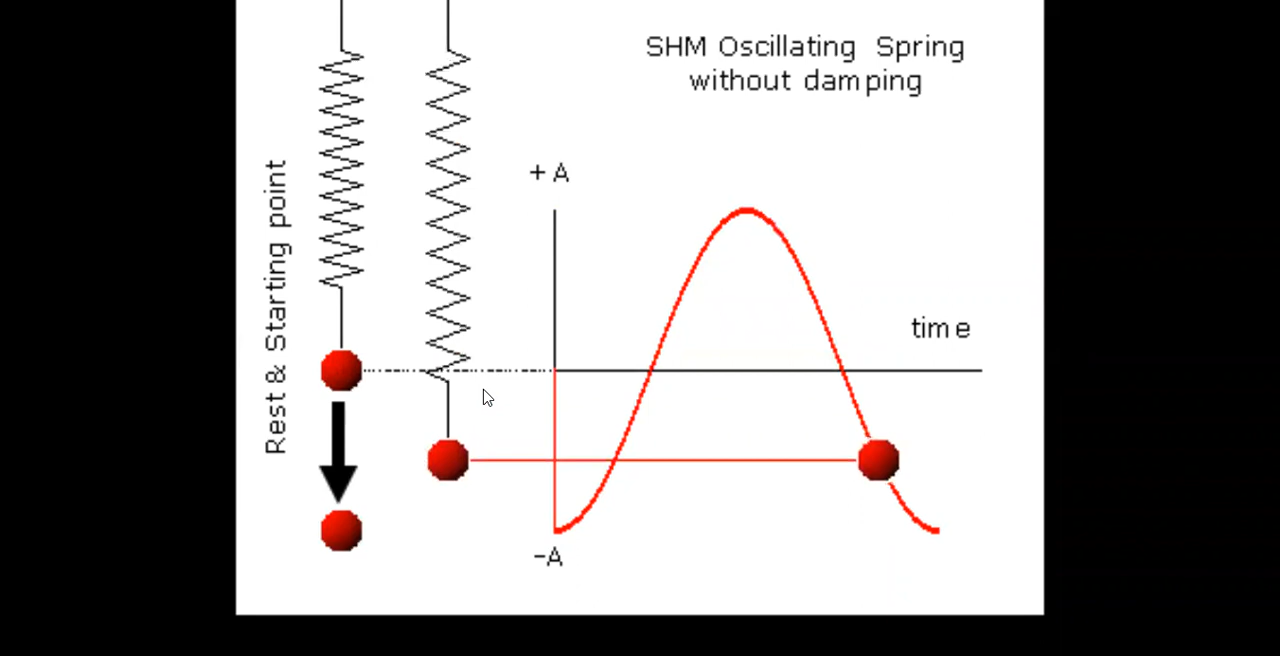 SHM Oscillating Spring
without damping
Rest & Starting point
+A
time
-A